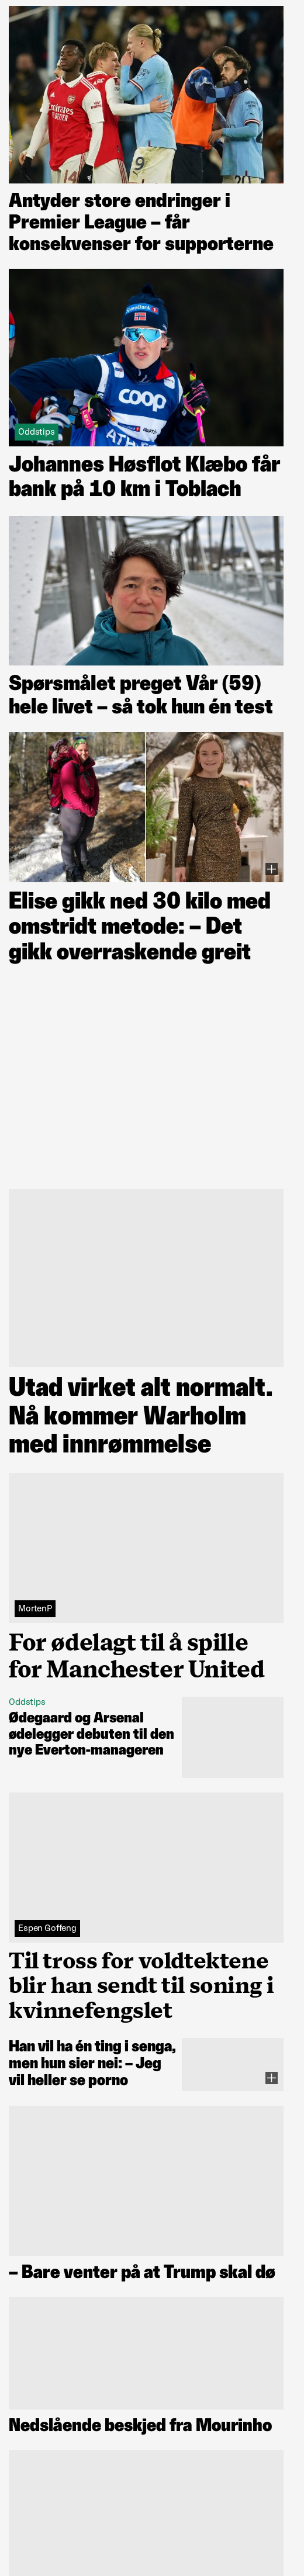 Antyder store endringer i
Premier League – får
konsekvenser for supporterne
COOP
Oddstips
Johannes Høsflot Klæbo får
bank på 10 km i Toblach
Spørsmålet preget Vår (59)
hele livet – så tok hun én test
Elise gikk ned 30 kilo med
omstridt metode: – Det
gikk overraskende greit
Utad virket alt normalt.
Nå kommer Warholm
med innrømmelse
MortenP
For ødelagt til å spille
for Manchester United
Oddstips
Ødegaard og Arsenal
ødelegger debuten til den
nye Everton-manageren
Espen Goffeng
Til tross for voldtektene
blir han sendt til soning i
kvinnefengslet
Han vil ha én ting i senga,
men hun sier nei: – Jeg
vil heller se porno
– Bare venter på at Trump skal dø
Nedslående beskjed fra Mourinho